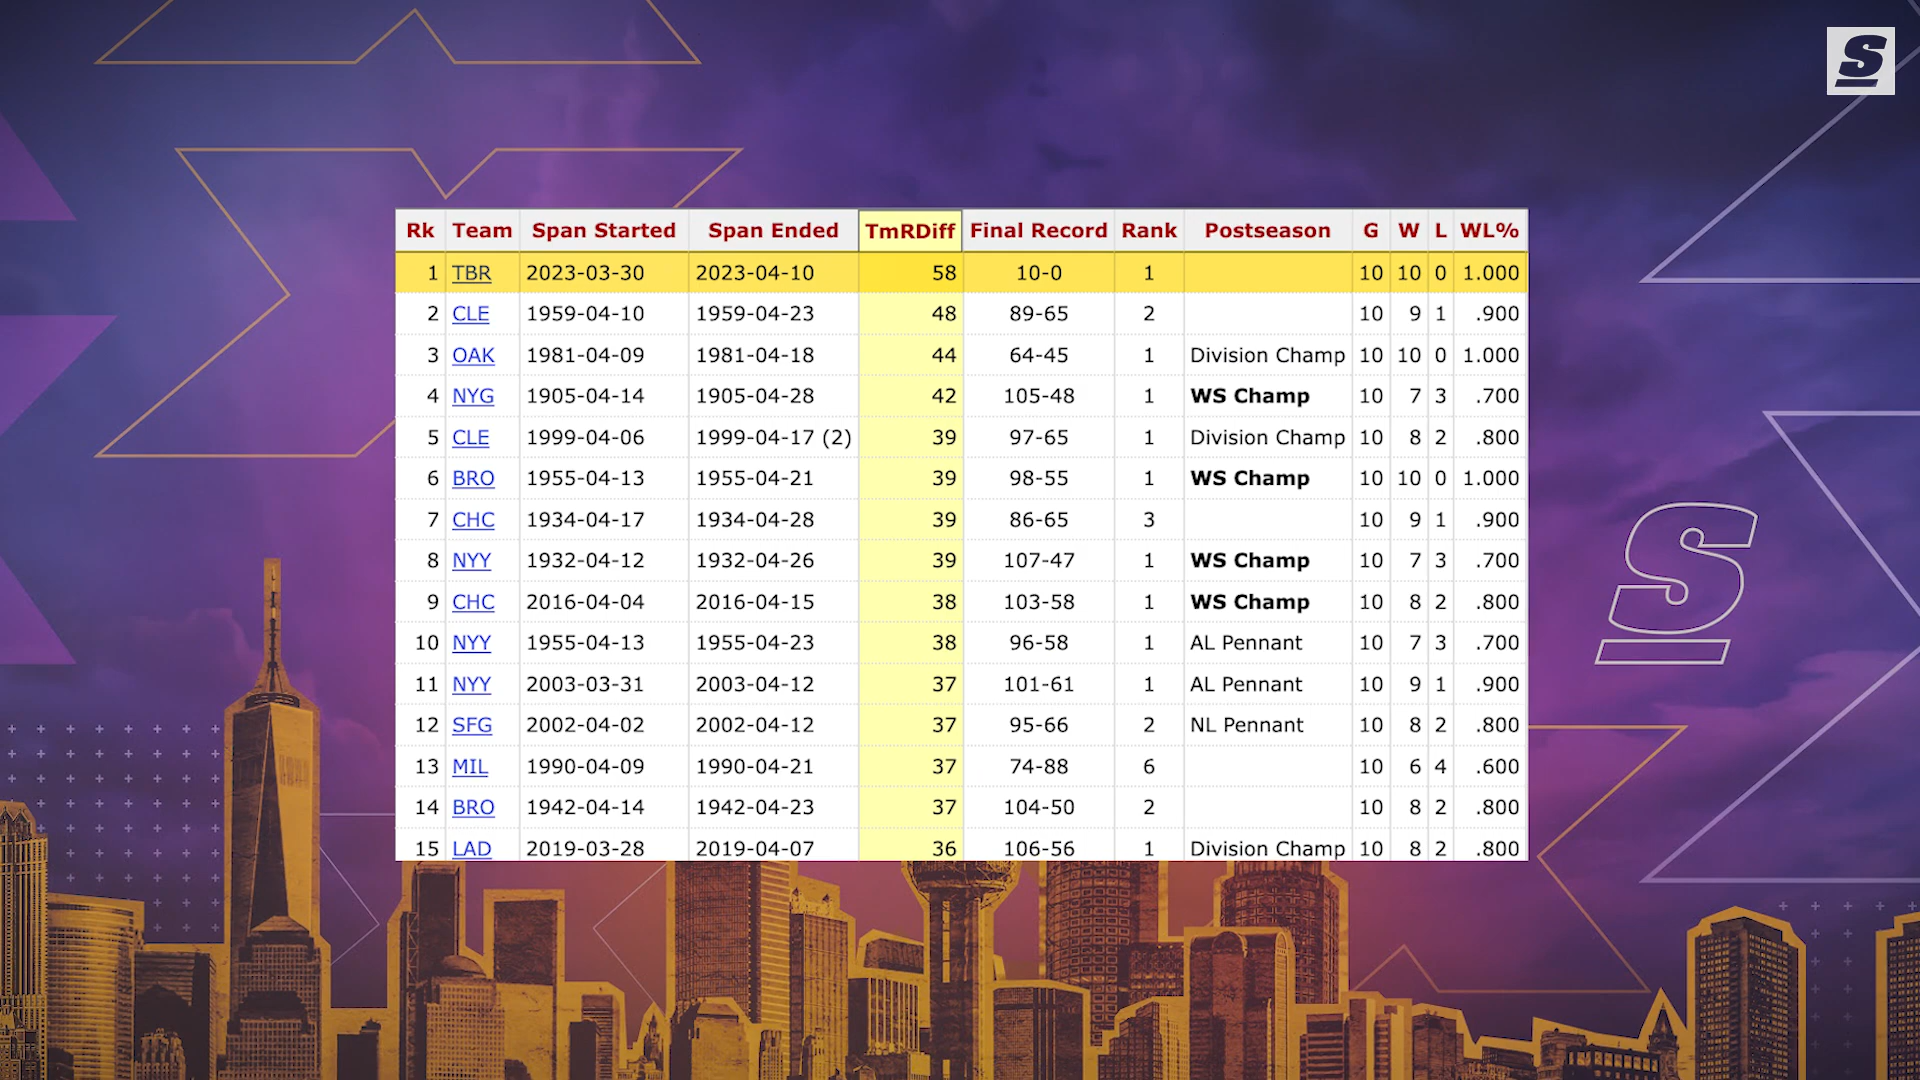 S
Rk Team Span Started Span Ended TmRDiff Final Record Rank Postseason G W L WL%
1 TBR 2023-03-30 2023-04-10 58 10-0 1 10 10 0 1.000
2 CLE 1959-04-10 1959-04-23 48 89-65 2 10 9 1 .900
3 OAK 1981-04-09 1981-04-18 44 64-45 1 Division Champ 10 10 0 1.000
4 NYG 1905-04-14 1905-04-28 42 105-48 1 WS Champ 10 7 3 .700
5 CLE 1999-04-06 1999-04-17 (2) 39 97-65 1 Division Champ 10 8 2 .800
6 BRO 1955-04-13 1955-04-21 39 98-55 1 WS Champ 10 10 0 1.000
7 CHC 1934-04-17 1934-04-28 39 86-65 3 10 9 1 .900
8 NYY 1932-04-12 1932-04-26 39 107-47 1 WS Champ 10 7 3 .700
9 CHC 2016-04-04 2016-04-15 38 103-58 1 WS Champ 10 8 2 .800
10 NYY 1955-04-13 1955-04-23 38 96-58 1 AL Pennant 10 7 3 .700
11 NYY 2003-03-31 2003-04-12 37 101-61 1 AL Pennant 10 9 1 .900
12 SFG 2002-04-02 2002-04-12 37 95-66 2 NL Pennant 10 8 2 .800
13 MIL 1990-04-09 1990-04-21 37 74-88 6 10 6 4 .600
14 BRO 1942-04-14 1942-04-23 37 104-50 2 10 8 2 .800
15 LAD 2019-03-28 2019-04-07 36 106-56 1 Division Champ 10 8 2 .800
S